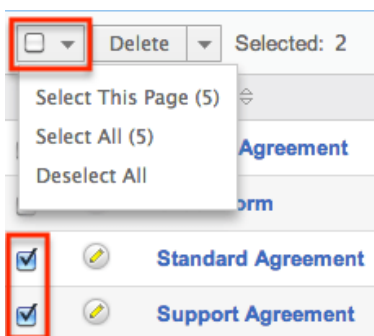 Delete Selected: 2
Select This Page (5)
Select All (5)
Deselect All
Agreement
orm
Standard Agreement
Support Agreement